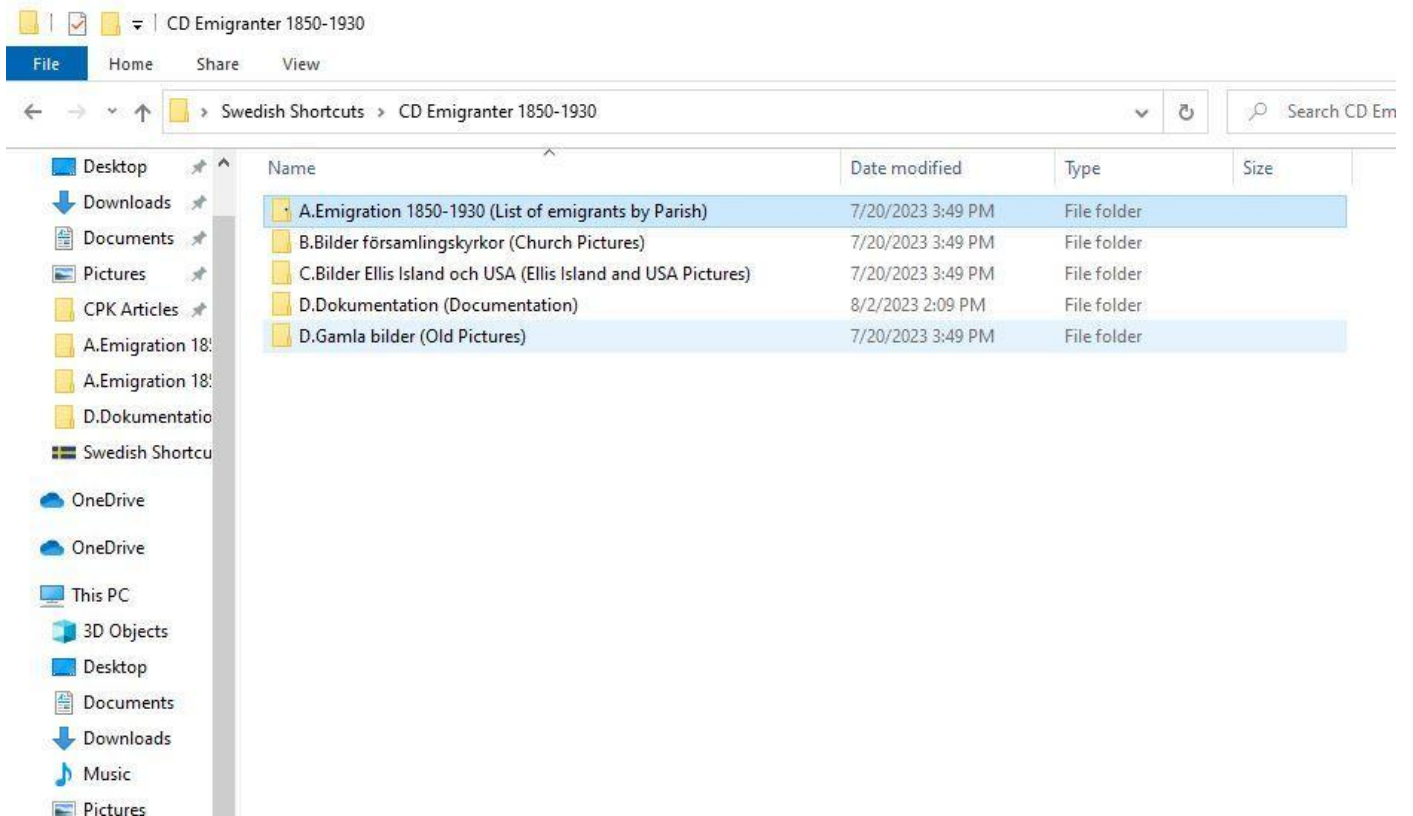 CD Emigranter 1850-1930
File Home Share View
Swedish Shortcuts > CD Emigranter 1850-1930
Search CD Em
Desktop
Downloads
Documents
Pictures
CPK Articles
A.Emigration 18
A.Emigration 18
D.Dokumentatio
Swedish Shortcu
OneDrive
OneDrive
This PC
3D Objects
Desktop
Documents
Downloads
Music
Pictures
Name Date modified Type Size
A.Emigration 1850-1930 (List of emigrants by Parish) 7/20/2023 3:49 PM File folder
B.Bilder församlingskyrkor (Church Pictures) 7/20/2023 3:49 PM File folder
C.Bilder Ellis Island och USA (Ellis Island and USA Pictures) 7/20/2023 3:49 PM File folder
D.Dokumentation (Documentation) 8/2/2023 2:09 PM File folder
D.Gamla bilder (Old Pictures) 7/20/2023 3:49 PM File folder